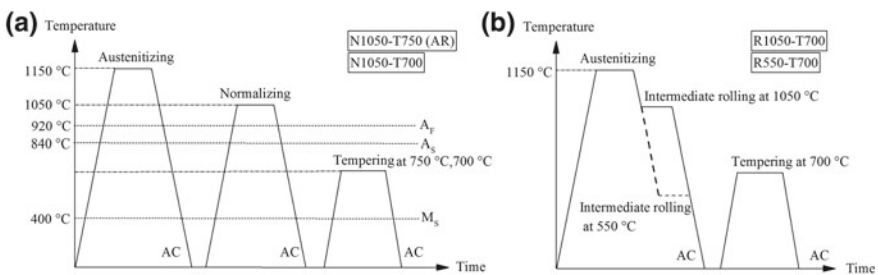 (a)
Temperature
N1050-T750 (AR)
N1050-T700
Austenitizing
1150 °C
Normalizing
1050 °C
920 °C
A_F
840 °C
A_S
Tempering at 750 °C,700 °C
400 °C
M_S
AC
AC
AC
Time
(b)
Temperature
R1050-T700
R550-T700
Austenitizing
1150 °C
Intermediate rolling at 1050 °C
Tempering at 700 °C
Intermediate rolling
at 550 °C
AC
AC
Time